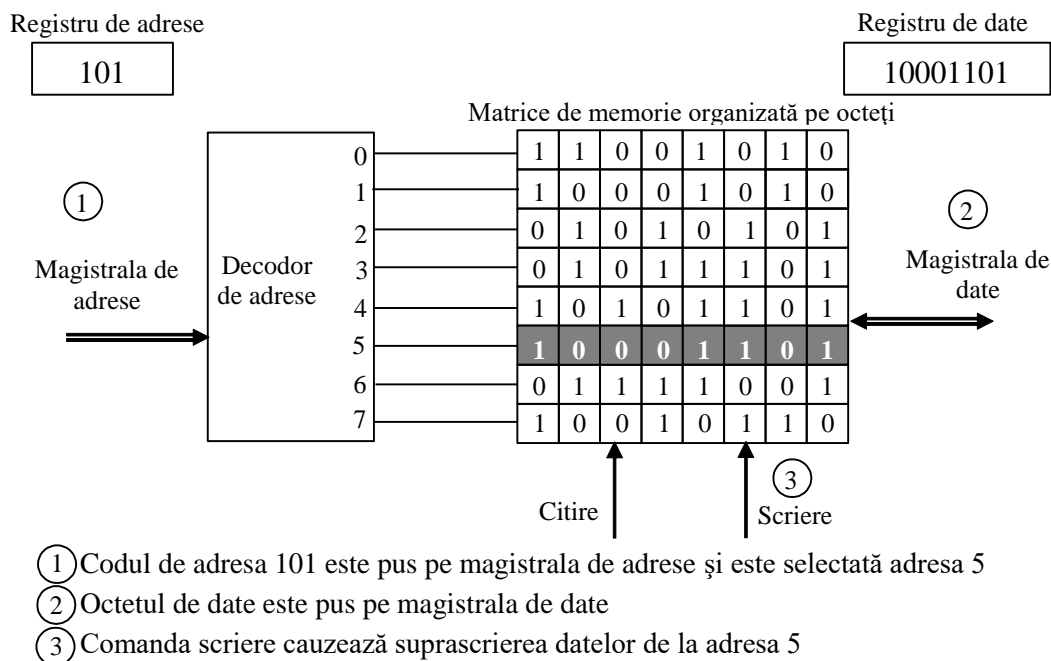 Registru de adrese
Registru de date
101
10001101
Matrice de memorie organizată pe octeţi
0 1 1 0 0 1 0 1 0
1 1 0 0 0 1 0 1 0
2 0 1 0 1 0 1 0 1
3 0 1 0 1 1 1 0 1
4 1 0 1 0 1 1 0 1
5 1 0 0 0 1 1 0 1
6 0 1 1 1 1 0 0 1
7 1 0 0 1 0 1 1 0
1
Magistrala de
adrese
Decodor
de adrese
2
Magistrala de
date
Citire
3
Scriere
1 Codul de adresa 101 este pus pe magistrala de adrese şi este selectată adresa 5
2 Octetul de date este pus pe magistrala de date
3 Comanda scriere cauzează suprascrierea datelor de la adresa 5